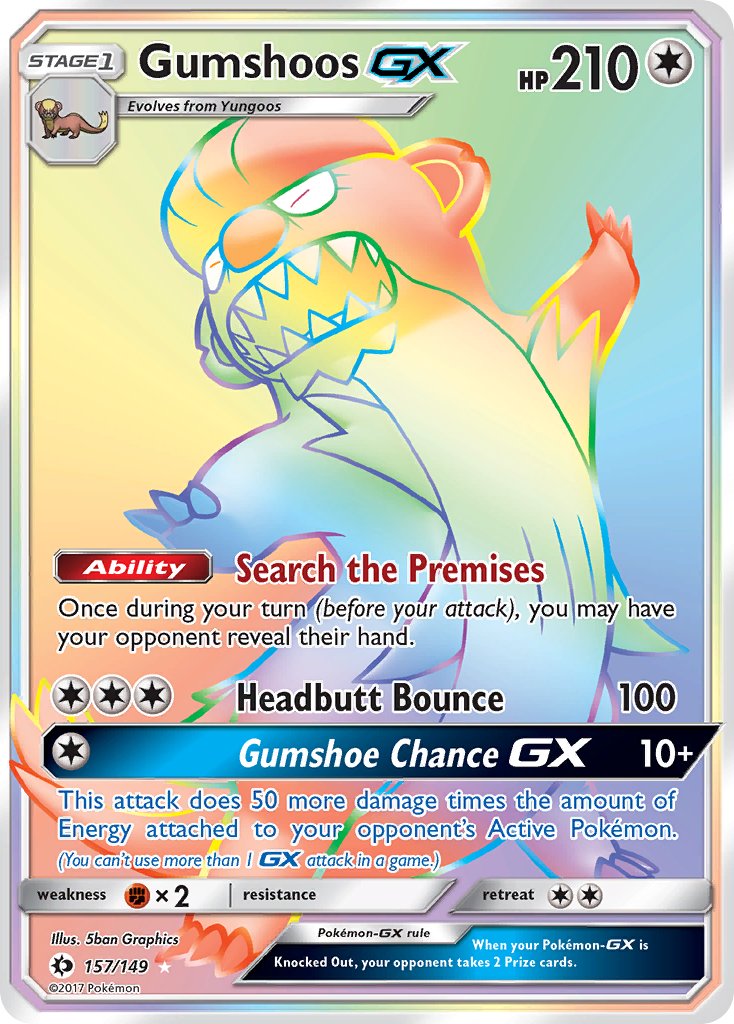 STAGE1
Gumshoos GX
HP210
Evolves from Yungoos
Ability Search the Premises
Once during your turn (before your attack), you may have
your opponent reveal their hand.
Headbutt Bounce 100
Gumshoe Chance GX 10+
This attack does 50 more damage times the amount of
Energy attached to your opponent's Active Pokémon.
(You can't use more than 1 GX attack in a game.)
weakness ×2 resistance retreat
Illus. 5ban Graphics
157/149
©2017 Pokémon
Pokémon-GX rule
When your Pokémon-GX is
Knocked Out, your opponent takes 2 Prize cards.